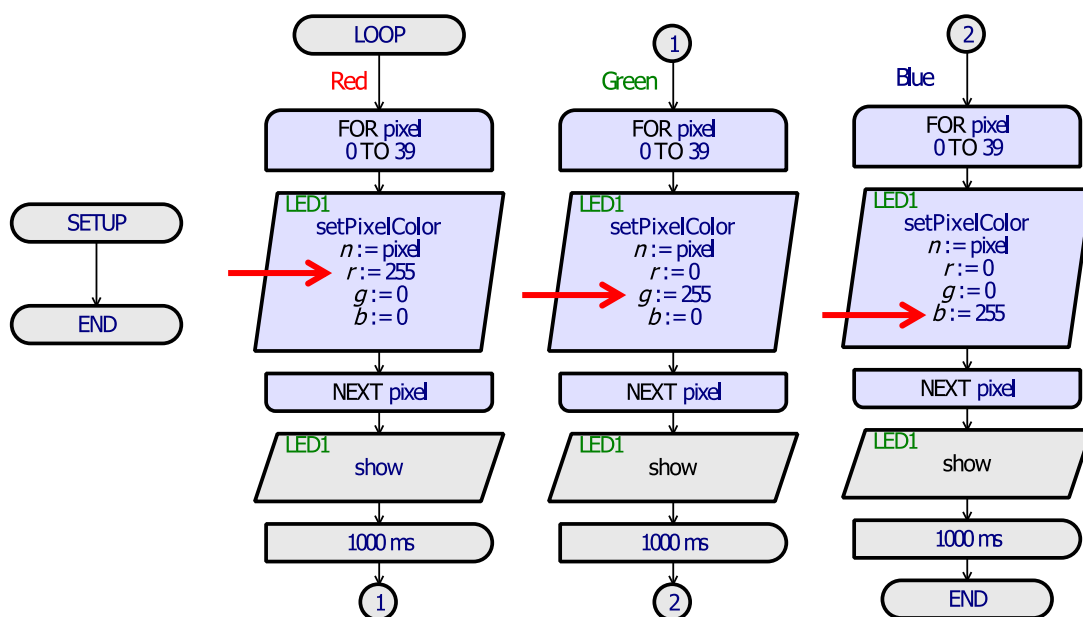 SETUP
END
LOOP
Red
FOR pixel
0 TO 39
LED1
setPixelColor
n := pixel
r := 255
g := 0
b := 0
NEXT pixel
LED1
show
1000 ms
1
1
Green
FOR pixel
0 TO 39
LED1
setPixelColor
n := pixel
r := 0
g := 255
b := 0
NEXT pixel
LED1
show
1000 ms
2
2
Blue
FOR pixel
0 TO 39
LED1
setPixelColor
n := pixel
r := 0
g := 0
b := 255
NEXT pixel
LED1
show
1000 ms
END